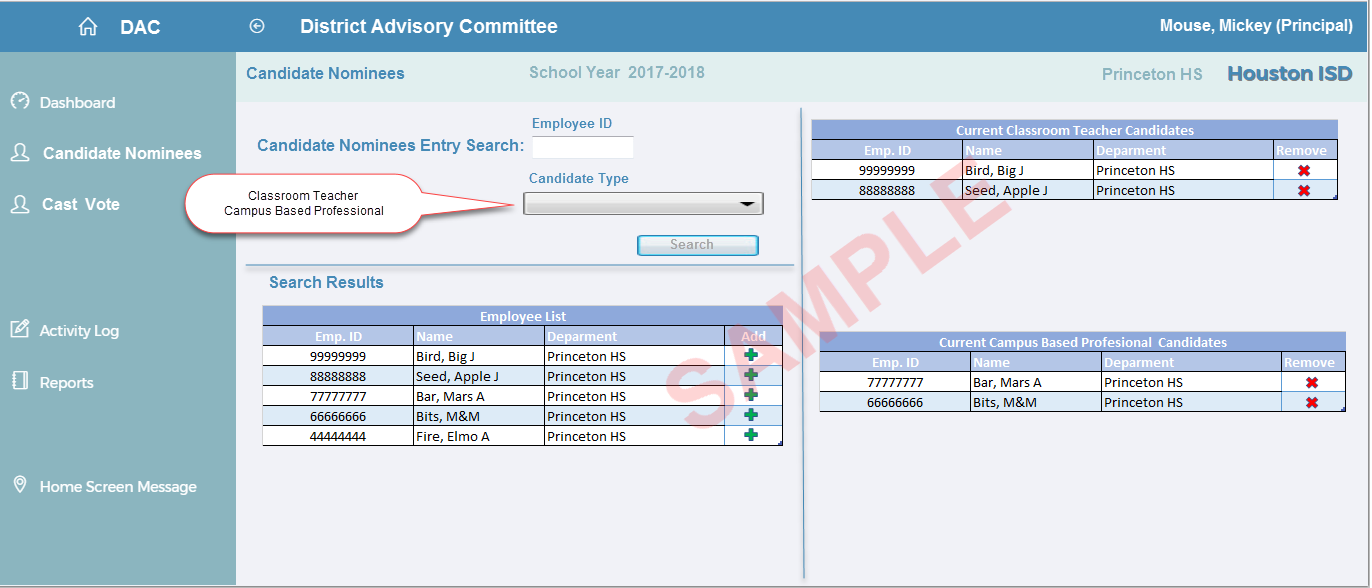 DAC
District Advisory Committee
Mouse, Mickey (Principal)
Candidate Nominees
School Year 2017-2018
Princeton HS
Houston ISD
Dashboard
Candidate Nominees
Cast Vote
Activity Log
Reports
Home Screen Message
Employee ID
Candidate Nominees Entry Search:
Candidate Type
Classroom Teacher
Campus Based Professional
Search
Search Results
Employee List
Emp. ID Name Deparment Add
99999999 Bird, Big J Princeton HS
88888888 Seed, Apple J Princeton HS
77777777 Bar, Mars A Princeton HS
66666666 Bits, M&M Princeton HS
44444444 Fire, Elmo A Princeton HS
Current Classroom Teacher Candidates
Emp. ID Name Deparment Remove
99999999 Bird, Big J Princeton HS
88888888 Seed, Apple J Princeton HS
Current Campus Based Profesional Candidates
Emp. ID Name Deparment Remove
77777777 Bar, Mars A Princeton HS
66666666 Bits, M&M Princeton HS
SAMPLE